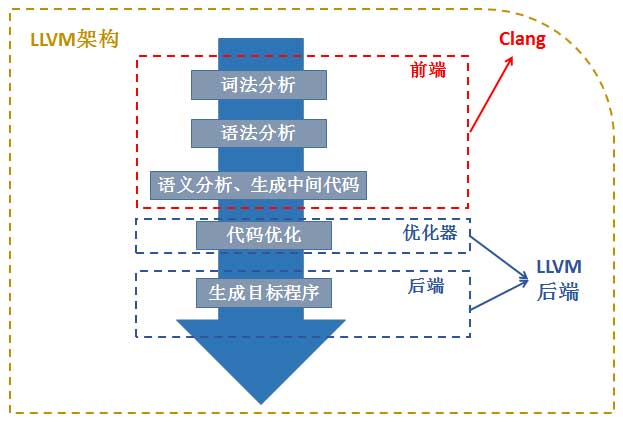 LLVM架构
Clang
前端
词法分析
语法分析
语义分析、生成中间代码
代码优化
优化器
LLVM
后端
后端
生成目标程序